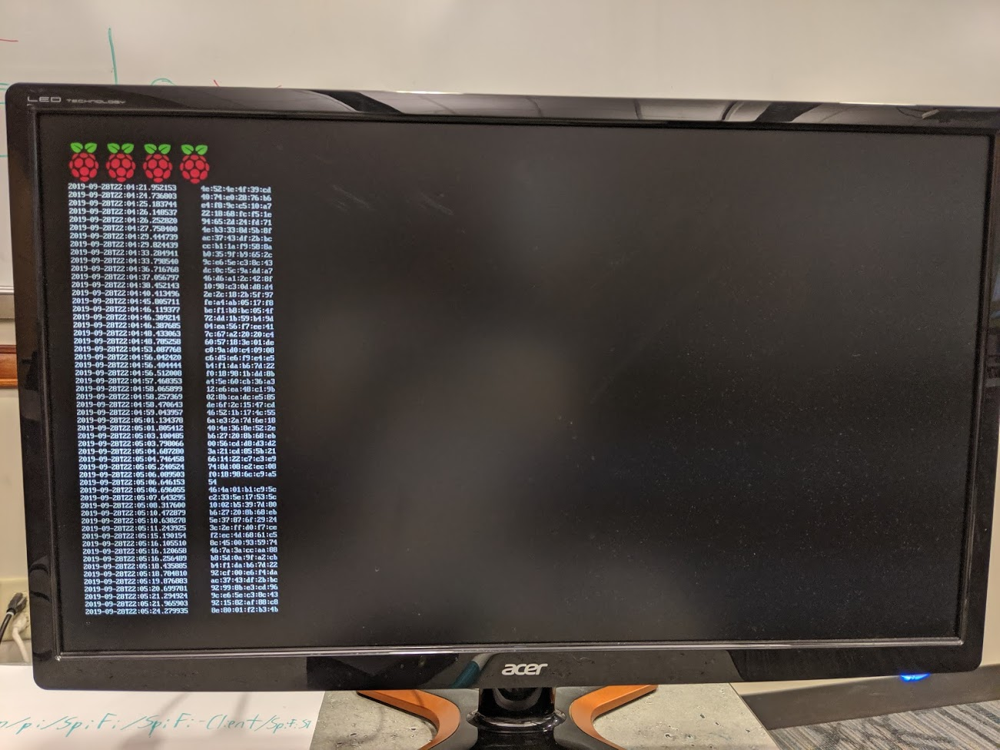 LED TECHNOLOGY
2019-09-28T22:04:21.952153 4e:52:4e:4f:39:cd
2019-09-28T22:04:24.736803 40:74:e0:28:76:b6
2019-09-28T22:04:25.183744 e4:f8:9c:c5:10:a7
2019-09-28T22:04:26.148537 22:18:68:fc:f5:1e
2019-09-28T22:04:26.252820 94:65:2d:24:fd:71
2019-09-28T22:04:27.758400 4e:b3:33:8d:5b:8f
2019-09-28T22:04:29.444739 ac:37:43:df:2b:bc
2019-09-28T22:04:29.824439 cc:b1:1a:f9:58:8a
2019-09-28T22:04:33.284941 b0:35:9f:b9:65:2c
2019-09-28T22:04:33.798540 9c:e6:5e:c3:8c:43
2019-09-28T22:04:36.716768 dc:0c:5c:9a:dd:a7
2019-09-28T22:04:37.056797 46:d6:a1:2c:42:8f
2019-09-28T22:04:38.452143 10:98:c3:0d:d8:d4
2019-09-28T22:04:40.413496 2e:2c:18:2b:5f:97
2019-09-28T22:04:45.805711 fe:a4:ab:05:17:f8
2019-09-28T22:04:46.119377 be:f1:b8:bc:05:4f
2019-09-28T22:04:46.309214 72:dd:1b:59:b4:9d
2019-09-28T22:04:46.387685 04:ea:56:f7:ee:41
2019-09-28T22:04:48.433063 7c:67:a2:20:20:c4
2019-09-28T22:04:48.785258 60:57:18:3e:01:de
2019-09-28T22:04:53.087768 c0:9a:d0:c4:09:08
2019-09-28T22:04:56.042420 c6:d5:e6:f9:e4:e5
2019-09-28T22:04:56.404444 b4:f1:da:b6:7d:22
2019-09-28T22:04:56.512008 f0:18:98:1b:dd:8b
2019-09-28T22:04:57.468353 a4:5e:60:cb:36:a3
2019-09-28T22:04:58.065899 12:e6:ea:48:c1:9b
2019-09-28T22:04:58.257369 02:8b:ca:dc:e5:85
2019-09-28T22:04:58.470643 de:6f:2c:15:47:cd
2019-09-28T22:04:59.043957 46:52:1b:17:4c:55
2019-09-28T22:05:01.134378 6a:e3:2a:7d:6e:18
2019-09-28T22:05:01.805412 40:4e:36:8e:52:2e
2019-09-28T22:05:03.100485 b6:27:20:8b:68:eb
2019-09-28T22:05:03.798066 00:56:cd:d8:d3:d2
2019-09-28T22:05:04.687280 3a:21:cd:85:5b:21
2019-09-28T22:05:04.746458 66:14:22:c7:c3:e9
2019-09-28T22:05:05.240524 74:8d:08:e2:ec:08
2019-09-28T22:05:06.089503 f0:18:98:6c:c9:a5
2019-09-28T22:05:06.646153 54
2019-09-28T22:05:06.696055 46:4a:01:b1:c9:5c
2019-09-28T22:05:07.643295 c2:33:5e:17:53:5c
2019-09-28T22:05:08.317600 10:02:b5:39:7d:80
2019-09-28T22:05:10.472879 b6:27:20:8b:68:eb
2019-09-28T22:05:10.638278 5e:37:87:6f:29:24
2019-09-28T22:05:11.243925 3c:2e:ff:d0:f7:ce
2019-09-28T22:05:15.190154 f2:ec:4d:68:61:c5
2019-09-28T22:05:16.105510 8c:45:00:93:59:74
2019-09-28T22:05:16.120658 46:7a:3a:cc:aa:88
2019-09-28T22:05:16.256489 b8:5d:0a:9f:a2:cb
2019-09-28T22:05:18.435885 b4:f1:da:b6:7d:22
2019-09-28T22:05:18.784810 92:cf:00:e6:f4:da
2019-09-28T22:05:19.876883 ac:37:43:df:2b:bc
2019-09-28T22:05:20.699781 92:99:8b:e3:cd:96
2019-09-28T22:05:21.294924 9c:e6:5e:c3:8c:43
2019-09-28T22:05:21.965903 92:15:82:af:88:c8
2019-09-28T22:05:24.279935 8e:80:01:f2:b3:4b
acer
/pi/SpiFi/SpiFi-Client/SpiFi.sh